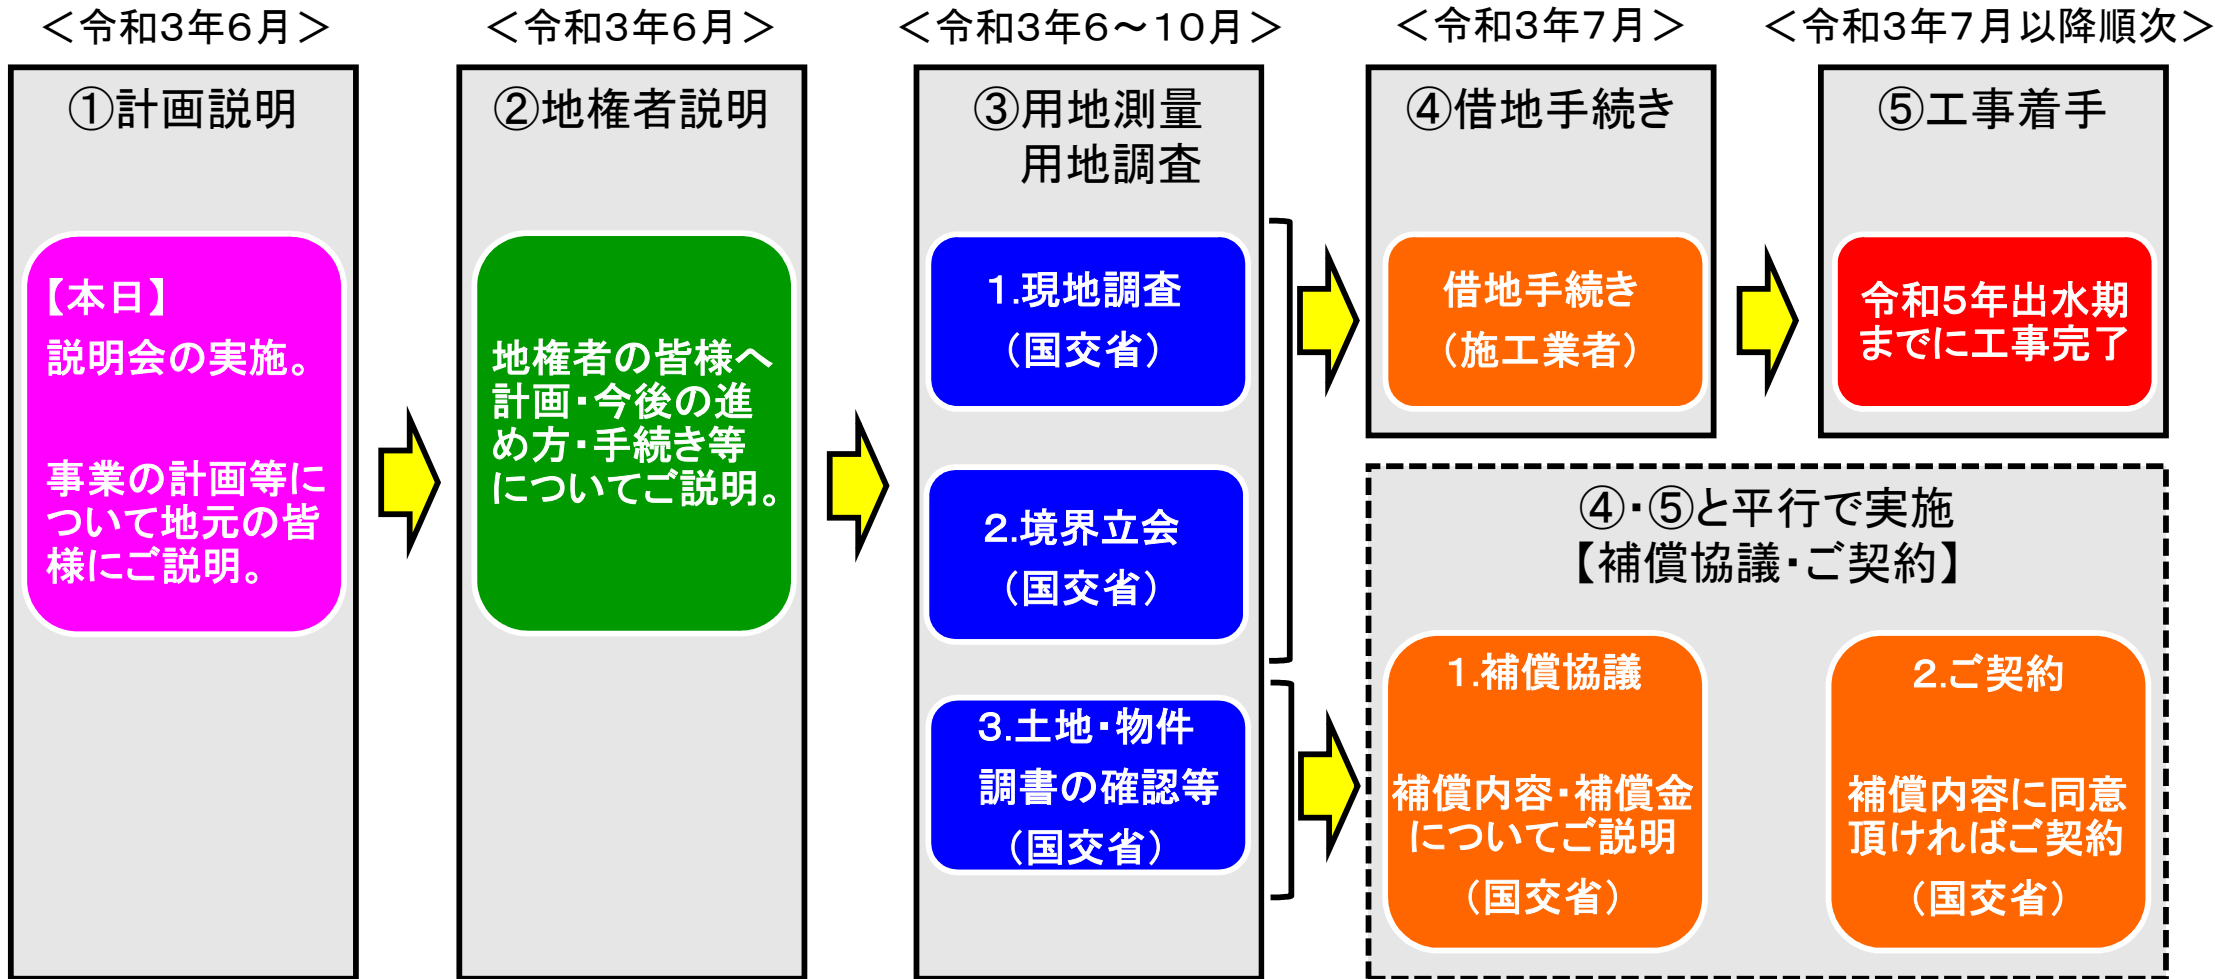 ＜令和３年６月＞
①計画説明
【本日】
説明会の実施。
事業の計画等に
ついて地元の皆
様にご説明。
＜令和３年６月＞
②地権者説明
地権者の皆様へ
計画・今後の進
め方・手続き等
についてご説明。
＜令和３年６～１０月＞
③用地測量
用地調査
１.現地調査
（国交省）
２.境界立会
（国交省）
３.土地・物件
調書の確認等
（国交省）
＜令和３年７月＞
④借地手続き
借地手続き
（施工業者）
＜令和３年７月以降順次＞
⑤工事着手
令和５年出水期
までに工事完了
④・⑤と平行で実施
【補償協議・ご契約】
１.補償協議
補償内容・補償金
についてご説明
（国交省）
２.ご契約
補償内容に同意
頂ければご契約
（国交省）